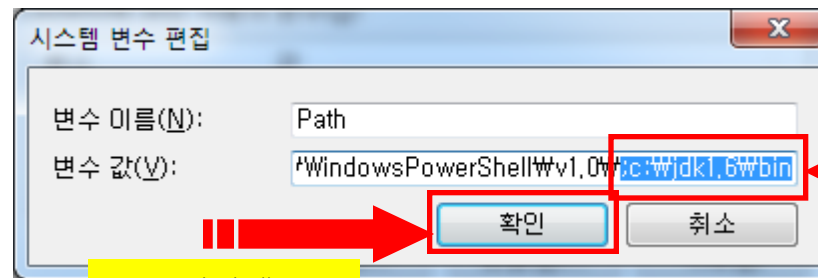 시스템 변수 편집
변수 이름(N): Path
변수 값(V): WindowsPowerShell₩v1.0₩;c:₩jdk1.6₩bin
확인 취소